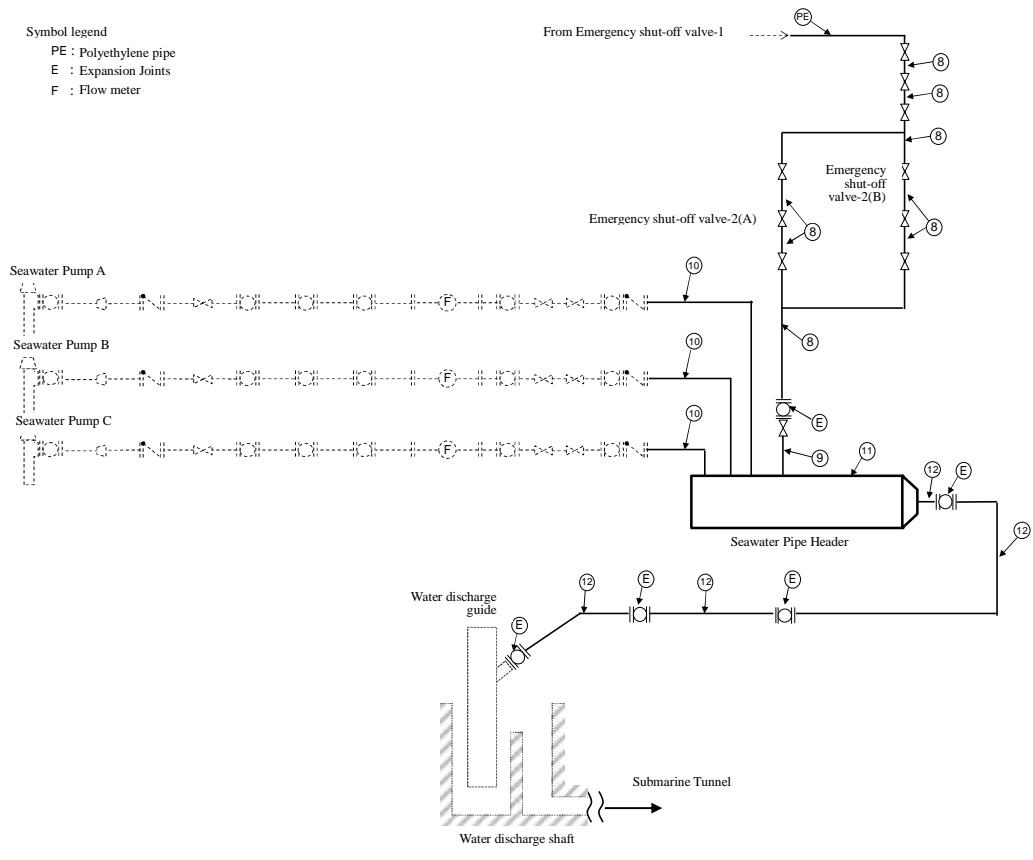 Symbol legend
PE : Polyethylene pipe
E : Expansion Joints
F : Flow meter
From Emergency shut-off valve-1
PE
8
8
8
Emergency
shut-off
valve-2(B)
Emergency shut-off valve-2(A)
8
8
Seawater Pump A
10
F
8
Seawater Pump B
10
F
Seawater Pump C
10
F
E
9
11
12
E
Seawater Pipe Header
12
12
E
12
E
Water discharge
guide
E
Submarine Tunnel
Water discharge shaft